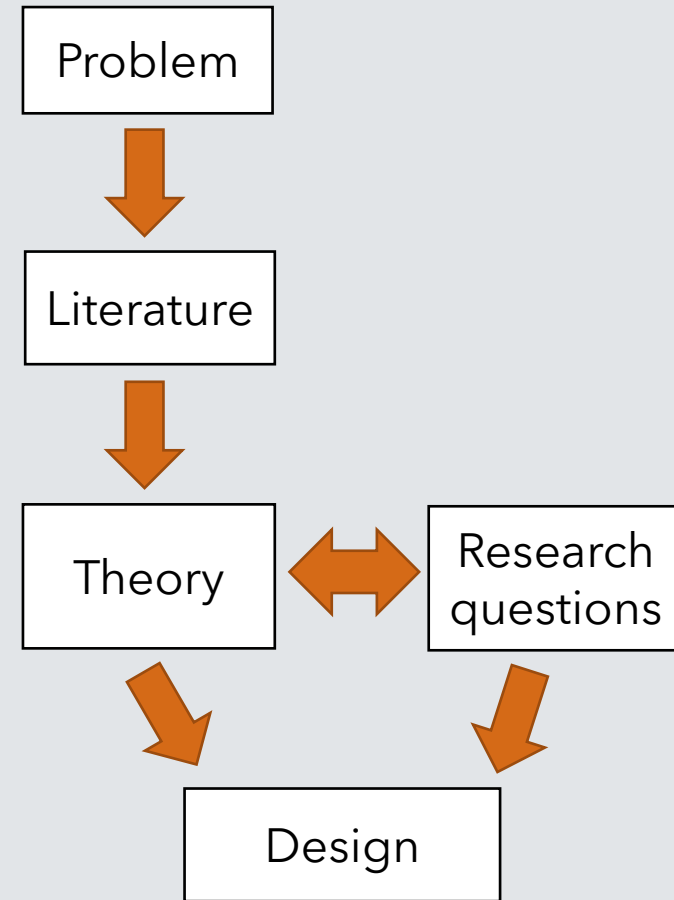 Problem
Literature
Theory
Research
questions
Design